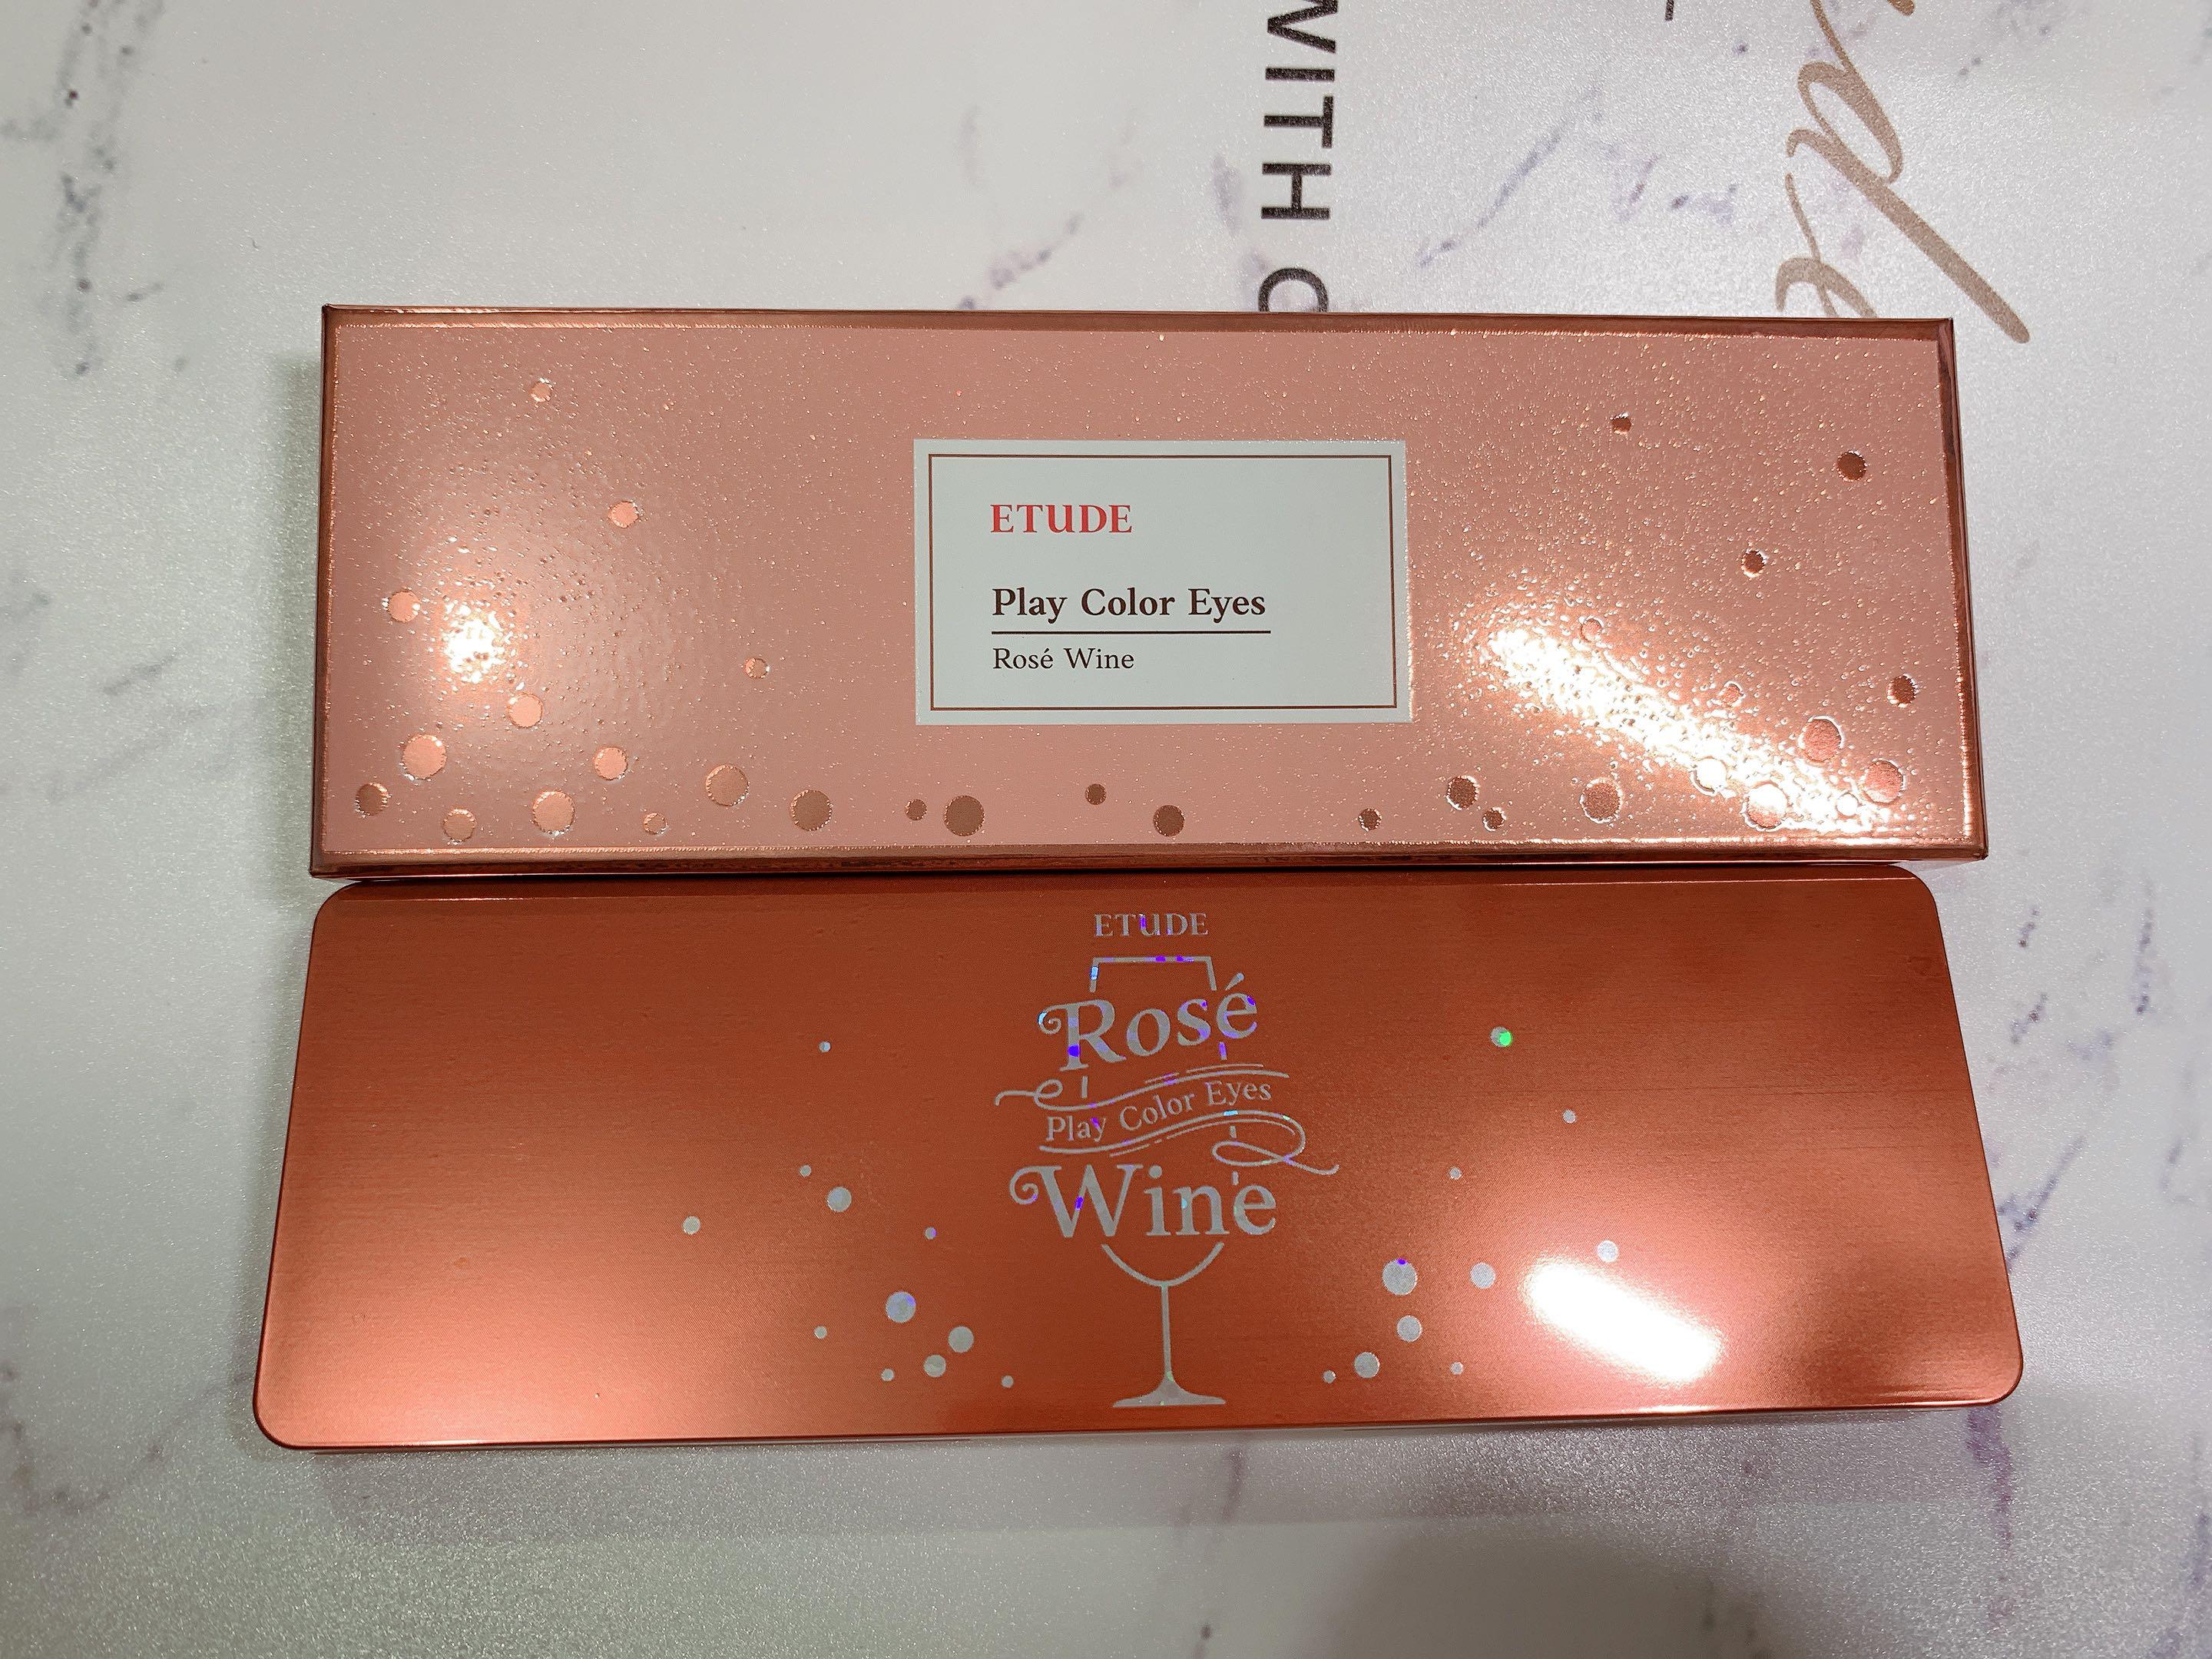 WITH
ETUDE
Play Color Eyes
Rosé Wine
ETUDE
Rosé
Play Color Eyes
Wine